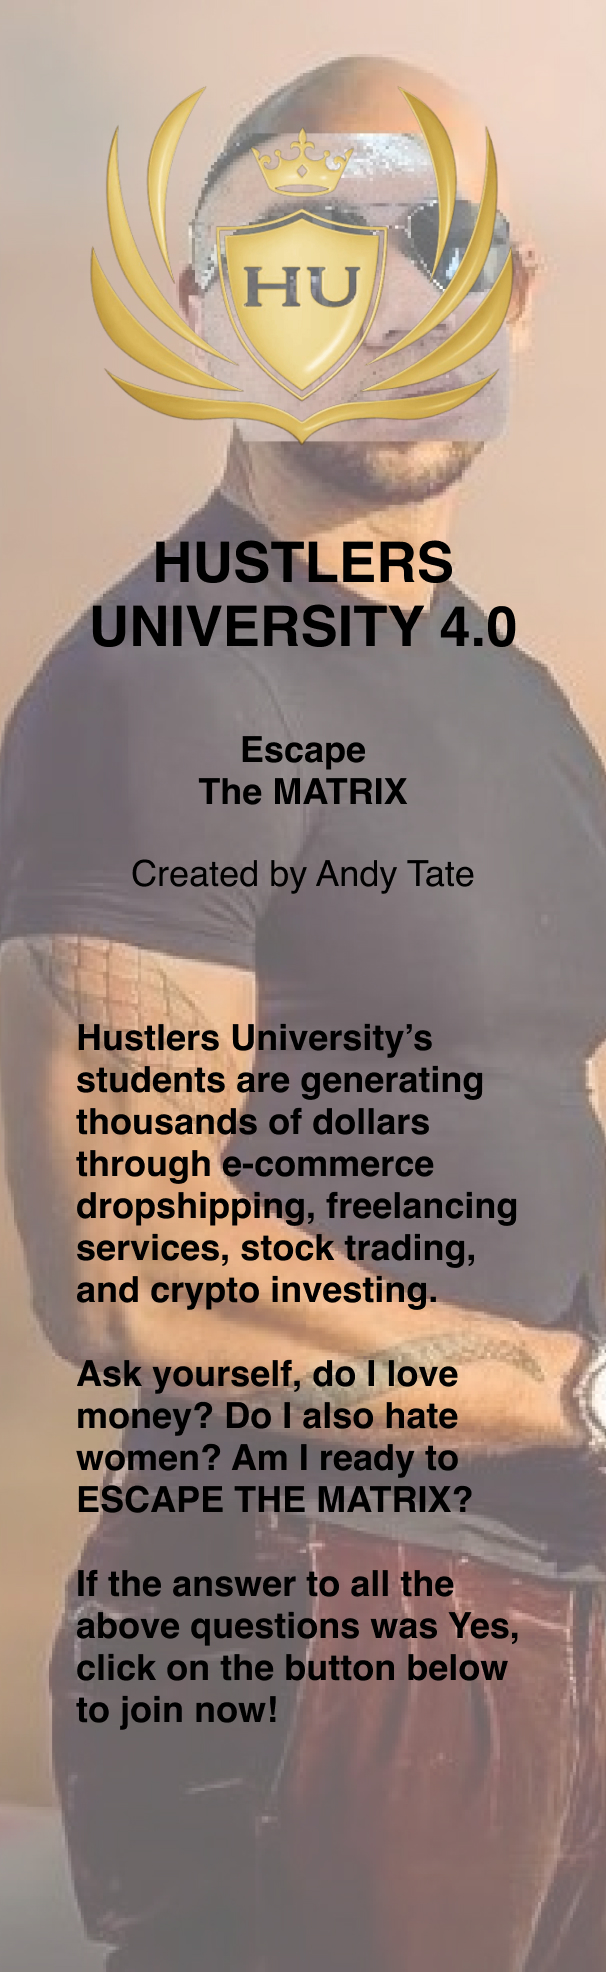 HU
HUSTLERS
UNIVERSITY 4.0
Escape
The MATRIX
Created by Andy Tate
Hustlers University’s
students are generating
thousands of dollars
through e-commerce
dropshipping, freelancing
services, stock trading,
and crypto investing.
Ask yourself, do I love
money? Do I also hate
women? Am I ready to
ESCAPE THE MATRIX?
If the answer to all the
above questions was Yes,
click on the button below
to join now!